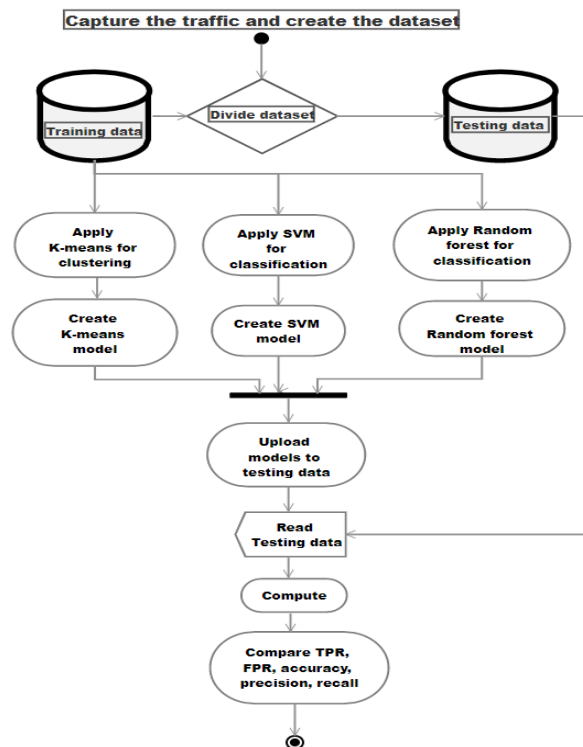 Capture the traffic and create the dataset
Training data
Divide dataset
Testing data
Apply
K-means for
clustering
Apply SVM
for
classification
Apply Random
forest for
classification
Create
K-means
model
Create SVM
model
Create
Random forest
model
Upload
models to
testing data
Read
Testing data
Compute
Compare TPR,
FPR, accuracy,
precision, recall